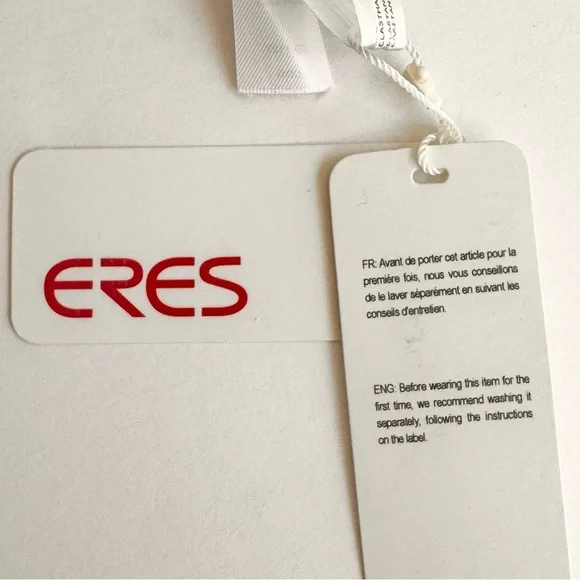 ELASTHA
ELASTAN
ERES
FR: Avant de porter cet article pour la
première fois, nous vous conseillons
de le laver séparément en suivant les
conseils d'entretien.
ENG: Before wearing this item for the
first time, we recommend washing it
separately, following the instructions
on the label.